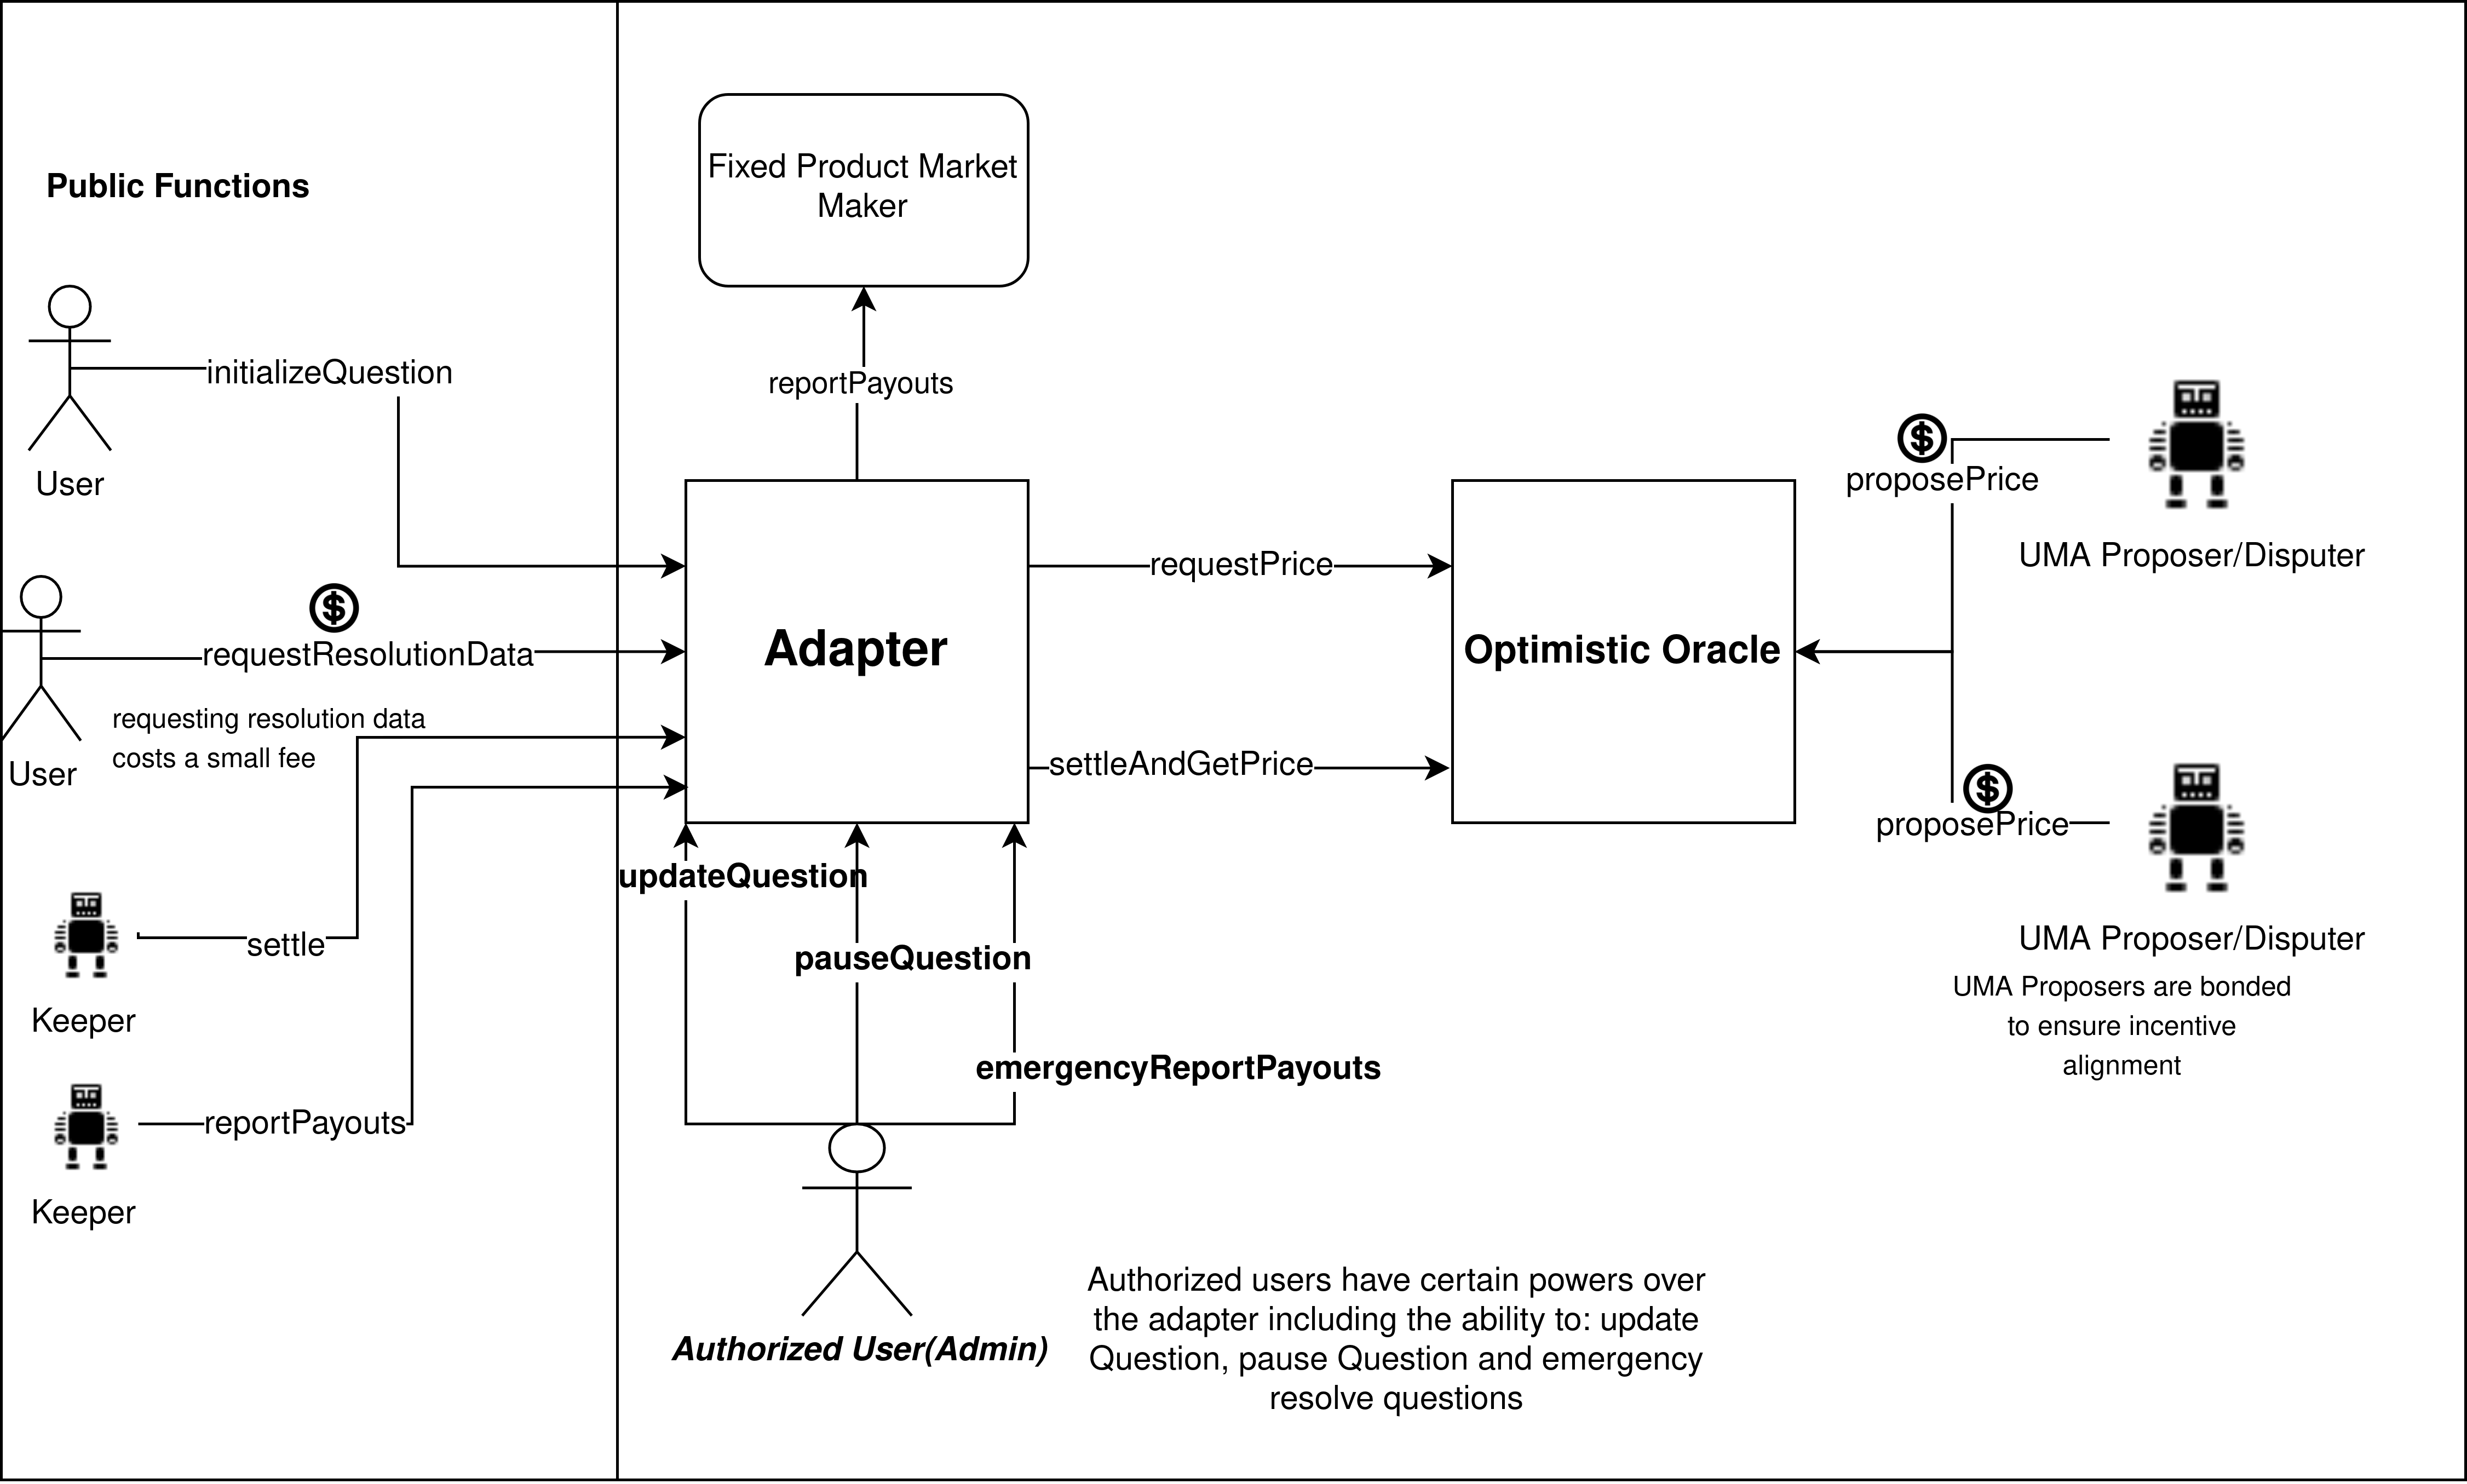 Public Functions
initializeQuestion
User
$
requestResolutionData
requesting resolution data
costs a small fee
User
settle
Keeper
reportPayouts
Keeper
Fixed Product Market
Maker
reportPayouts
Adapter
requestPrice
settleAndGetPrice
Optimistic Oracle
$
proposePrice
UMA Proposer/Disputer
$
proposePrice
UMA Proposer/Disputer
UMA Proposers are bonded
to ensure incentive
alignment
updateQuestion
pauseQuestion
emergencyReportPayouts
Authorized User(Admin)
Authorized users have certain powers over
the adapter including the ability to: update
Question, pause Question and emergency
resolve questions